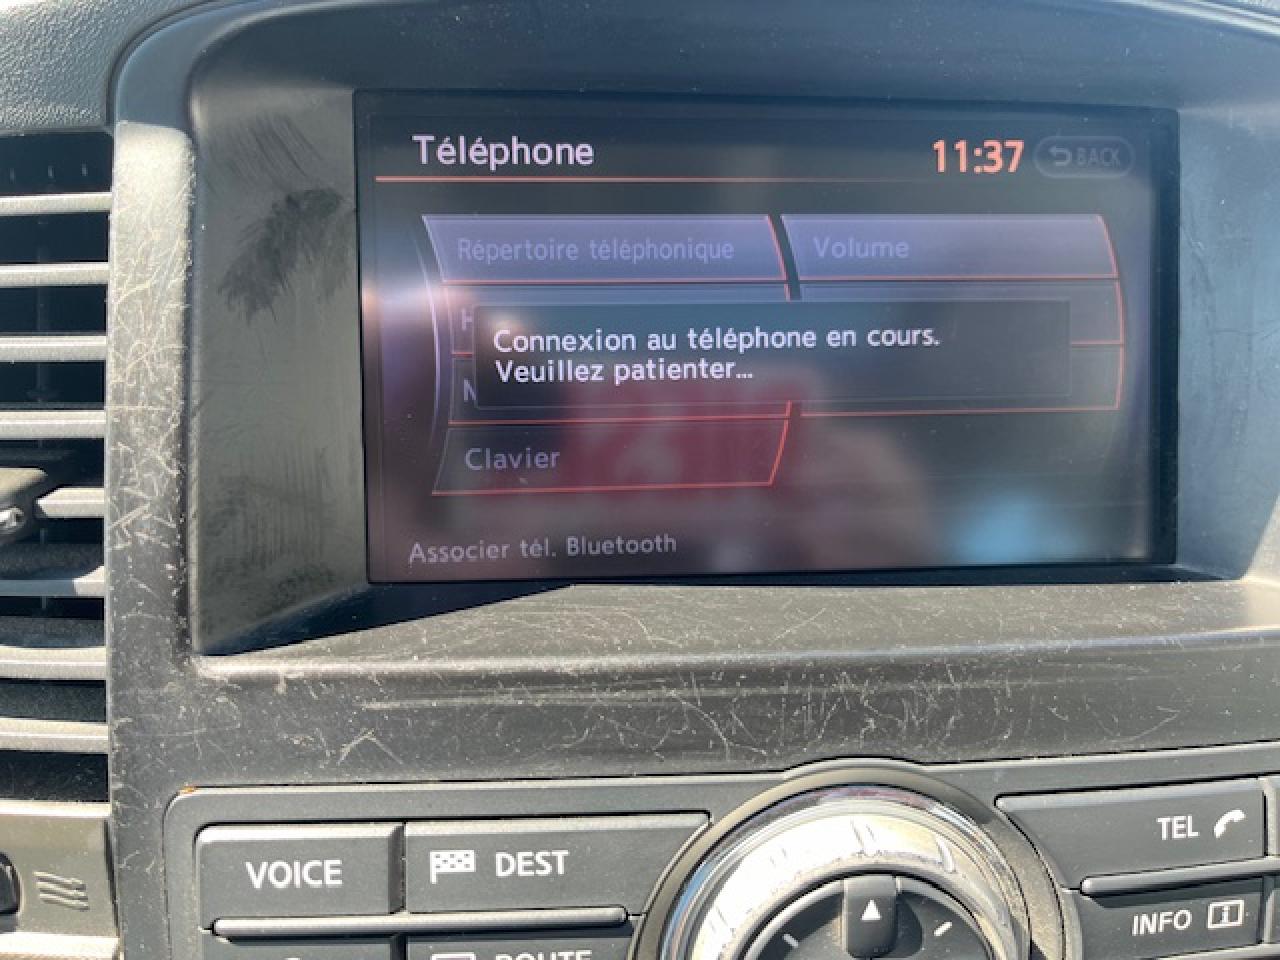 Téléphone
11:37
BACK
Répertoire téléphonique
Volume
H
Connexion au téléphone en cours.
Veuillez patienter...
N
Clavier
Associer tél. Bluetooth
VOICE
DEST
TEL
INFO
ROUTE